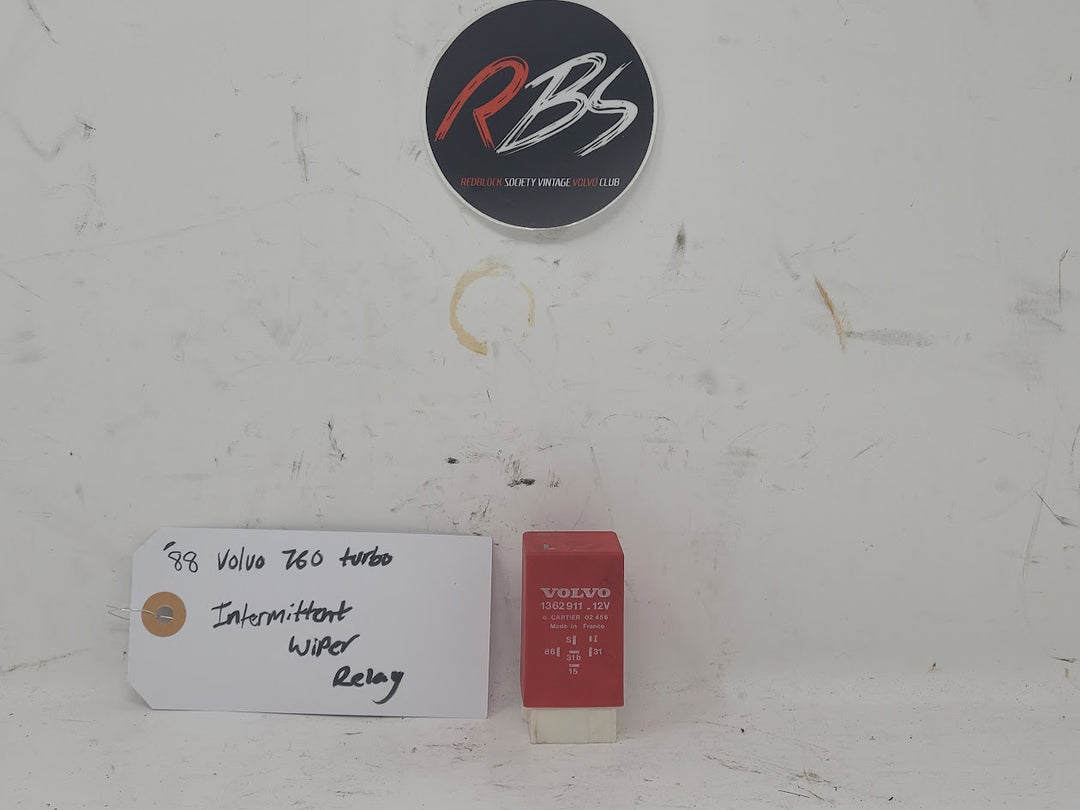 RBS
REDBLOCK SOCIETY VINTAGE VOLVO CLUB
'88 Volvo 760 turbo
Intermittent
Wiper
Relay
VOLVO
1362911.12V
G.CARTIER 02 456
Made in France
S I
86 31b 31
15